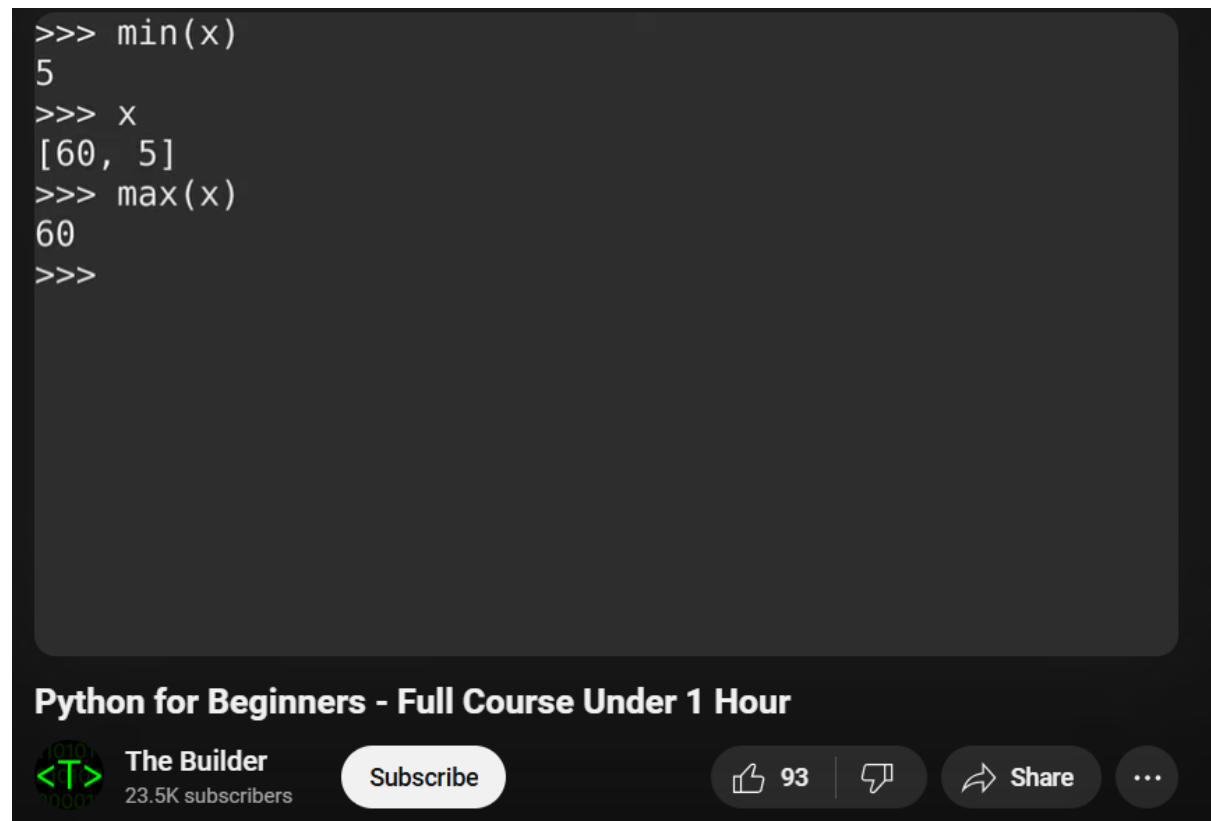 >>> min(x)
5
>>> x
[60, 5]
>>> max(x)
60
>>>
Python for Beginners - Full Course Under 1 Hour
<T>
The Builder
23.5K subscribers
Subscribe
93
Share